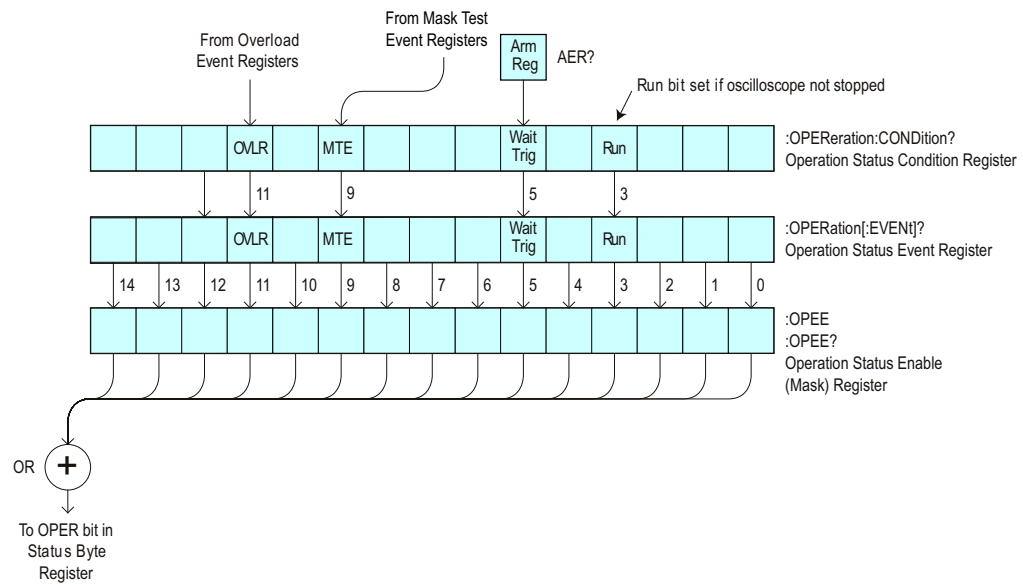 From Mask Test
Event Registers
From Overload
Event Registers
Arm
Reg
AER?
Run bit set if oscilloscope not stopped
OVLR
MTE
Wait
Trig
Run
:OPEReration:CONDition?
Operation Status Condition Register
11
9
5
3
OVLR
MTE
Wait
Trig
Run
:OPERation[:EVENt]?
Operation Status Event Register
14
13
12
11
10
9
8
7
6
5
4
3
2
1
0
:OPEE
:OPEE?
Operation Status Enable
(Mask) Register
OR
+
To OPER bit in
Status Byte
Register